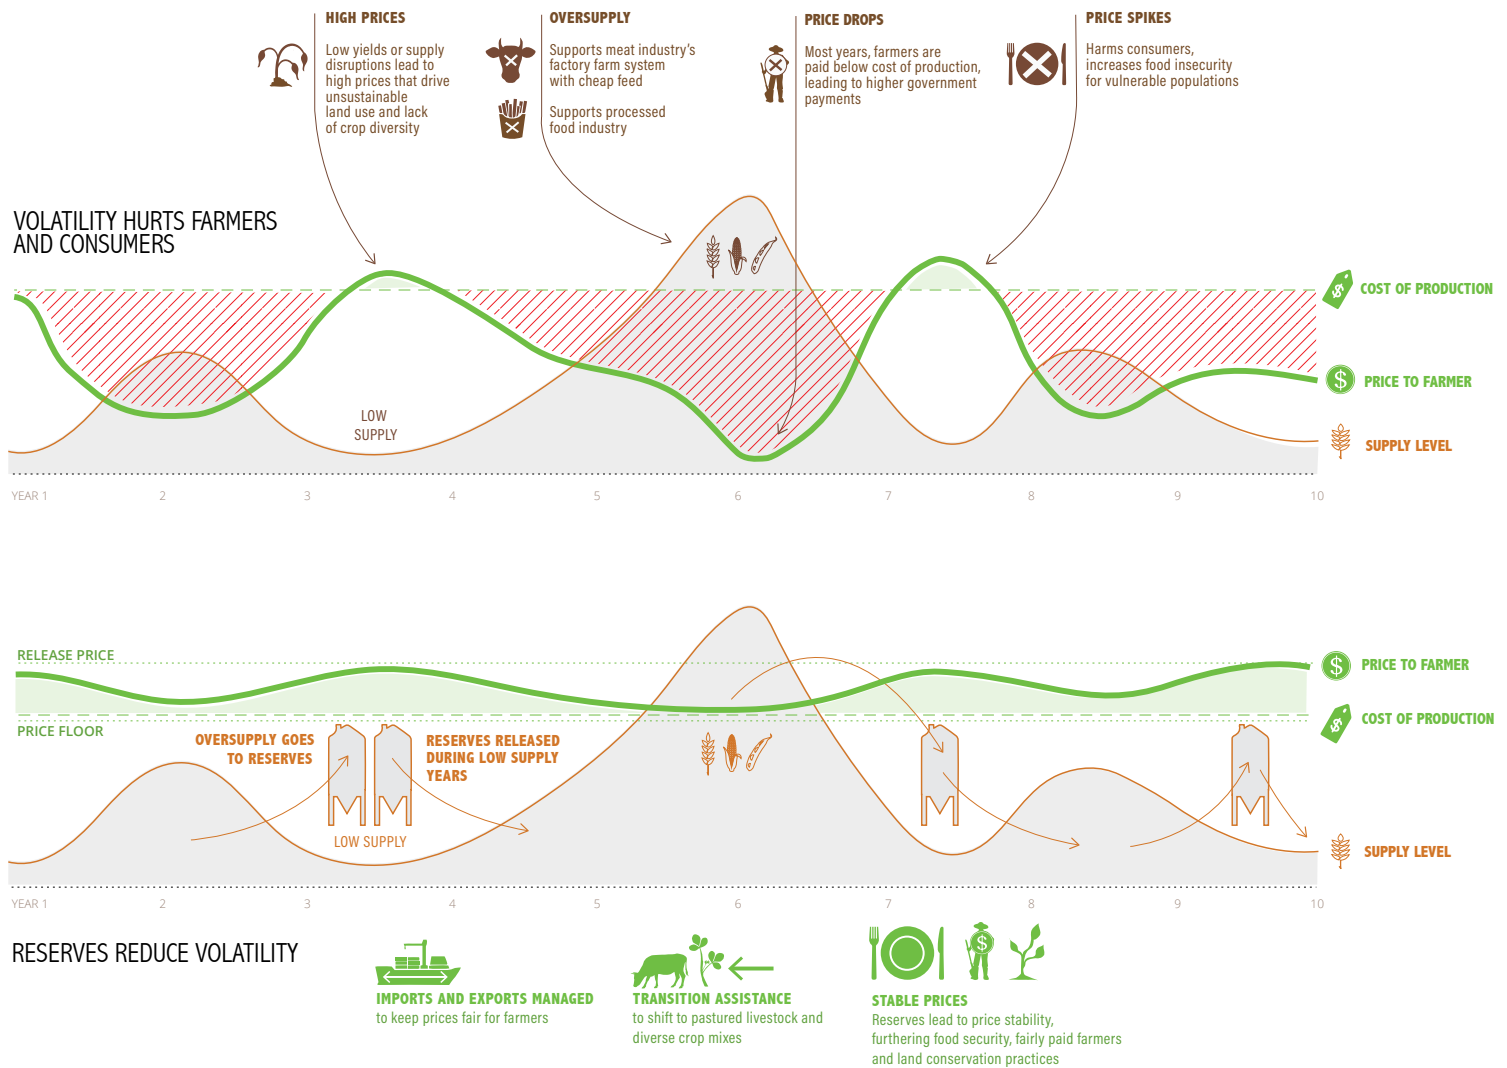 HIGH PRICES
Low yields or supply
disruptions lead to
high prices that drive
unsustainable
land use and lack
of crop diversity
OVERSUPPLY
Supports meat industry's
factory farm system
with cheap feed
Supports processed
food industry
PRICE DROPS
Most years, farmers are
paid below cost of production,
leading to higher government
payments
PRICE SPIKES
Harms consumers,
increases food insecurity
for vulnerable populations
VOLATILITY HURTS FARMERS
AND CONSUMERS
$ COST OF PRODUCTION
$ PRICE TO FARMER
LOW
SUPPLY
SUPPLY LEVEL
YEAR 1 2 3 4 5 6 7 8 9 10
RELEASE PRICE
$ PRICE TO FARMER
$ COST OF PRODUCTION
PRICE FLOOR
OVERSUPPLY GOES
TO RESERVES
RESERVES RELEASED
DURING LOW SUPPLY
YEARS
LOW SUPPLY
SUPPLY LEVEL
YEAR 1 2 3 4 5 6 7 8 9 10
RESERVES REDUCE VOLATILITY
IMPORTS AND EXPORTS MANAGED
to keep prices fair for farmers
TRANSITION ASSISTANCE
to shift to pastured livestock and
diverse crop mixes
$
STABLE PRICES
Reserves lead to price stability,
furthering food security, fairly paid farmers
and land conservation practices